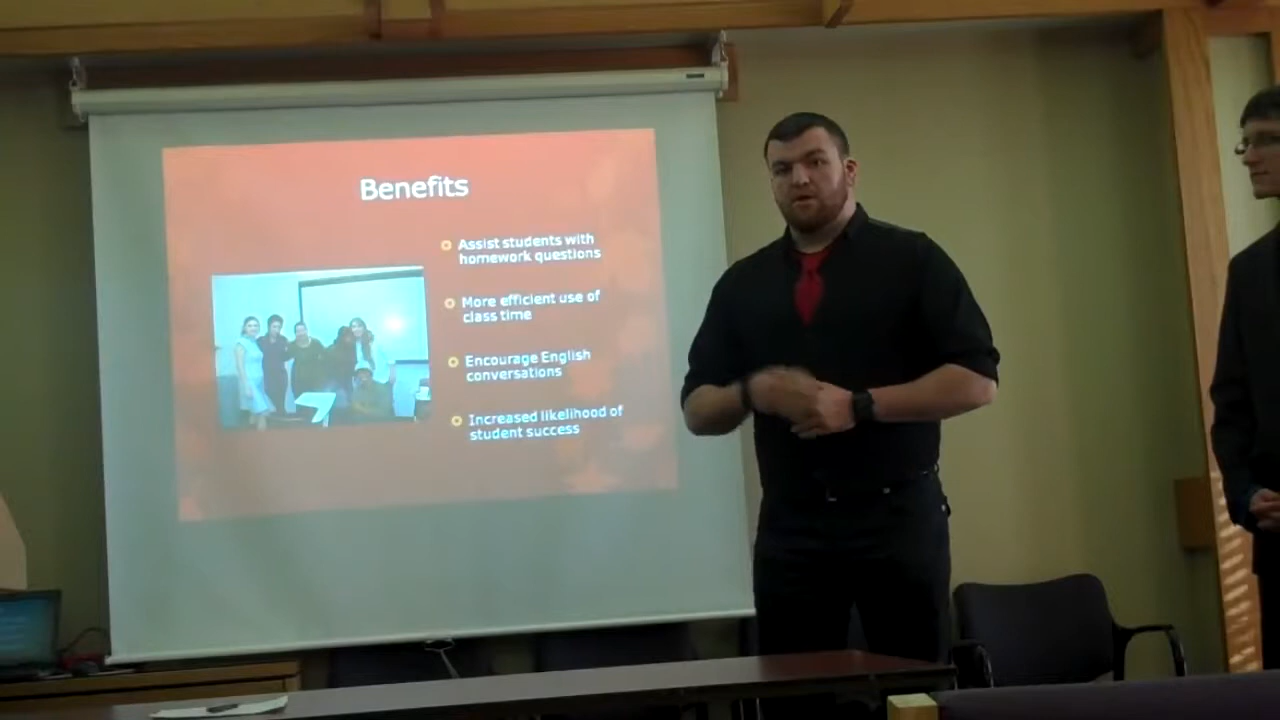 Benefits
Assist students with
homework questions
More efficient use of
class time
Encourage English
conversations
Increased likelihood of
student success